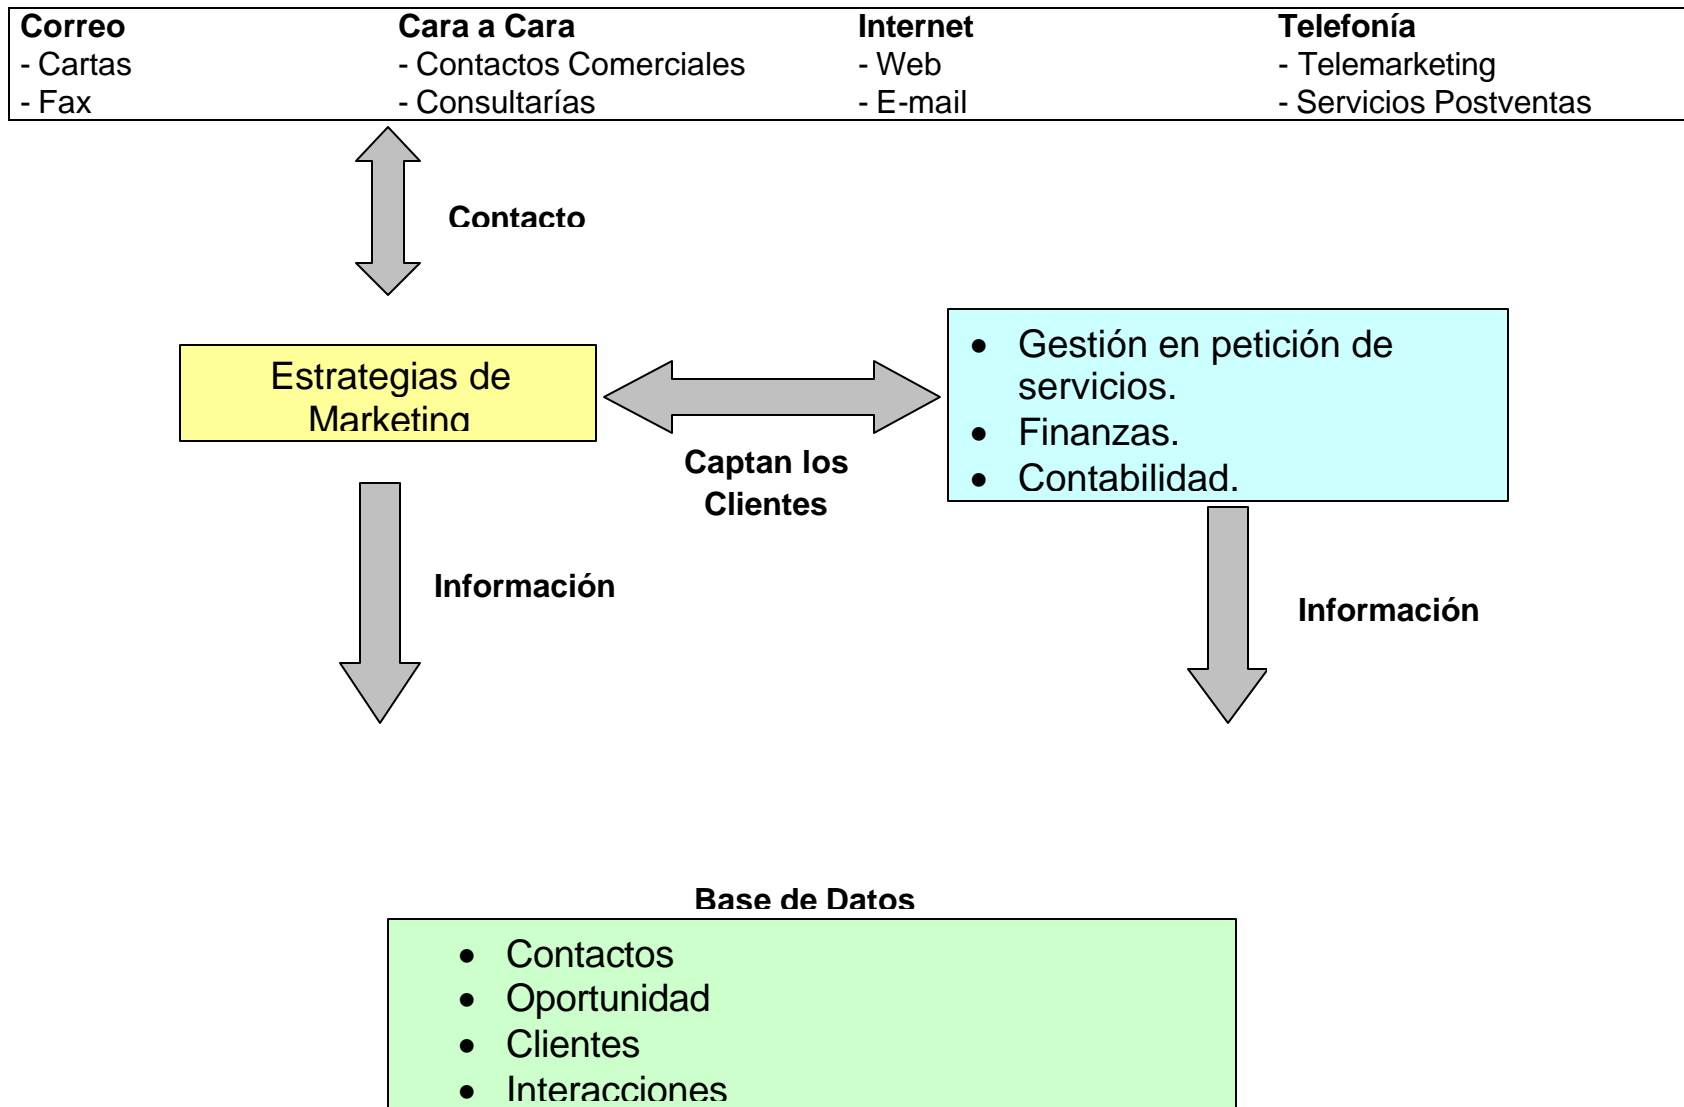 Correo Cara a Cara Internet Telefonía
- Cartas - Contactos Comerciales - Web - Telemarketing
- Fax - Consultarías - E-mail - Servicios Postventas
Contacto
Estrategias de
Marketing
• Gestión en petición de
servicios.
• Finanzas.
• Contabilidad.
Captan los
Clientes
Información
Información
Base de Datos
• Contactos
• Oportunidad
• Clientes
• Interacciones